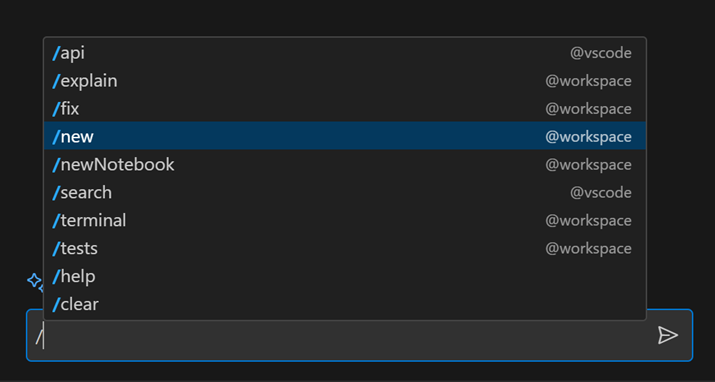 /api @vscode
/explain @workspace
/fix @workspace
/new @workspace
/newNotebook @workspace
/search @vscode
/terminal @workspace
/tests @workspace
/help
/clear
/